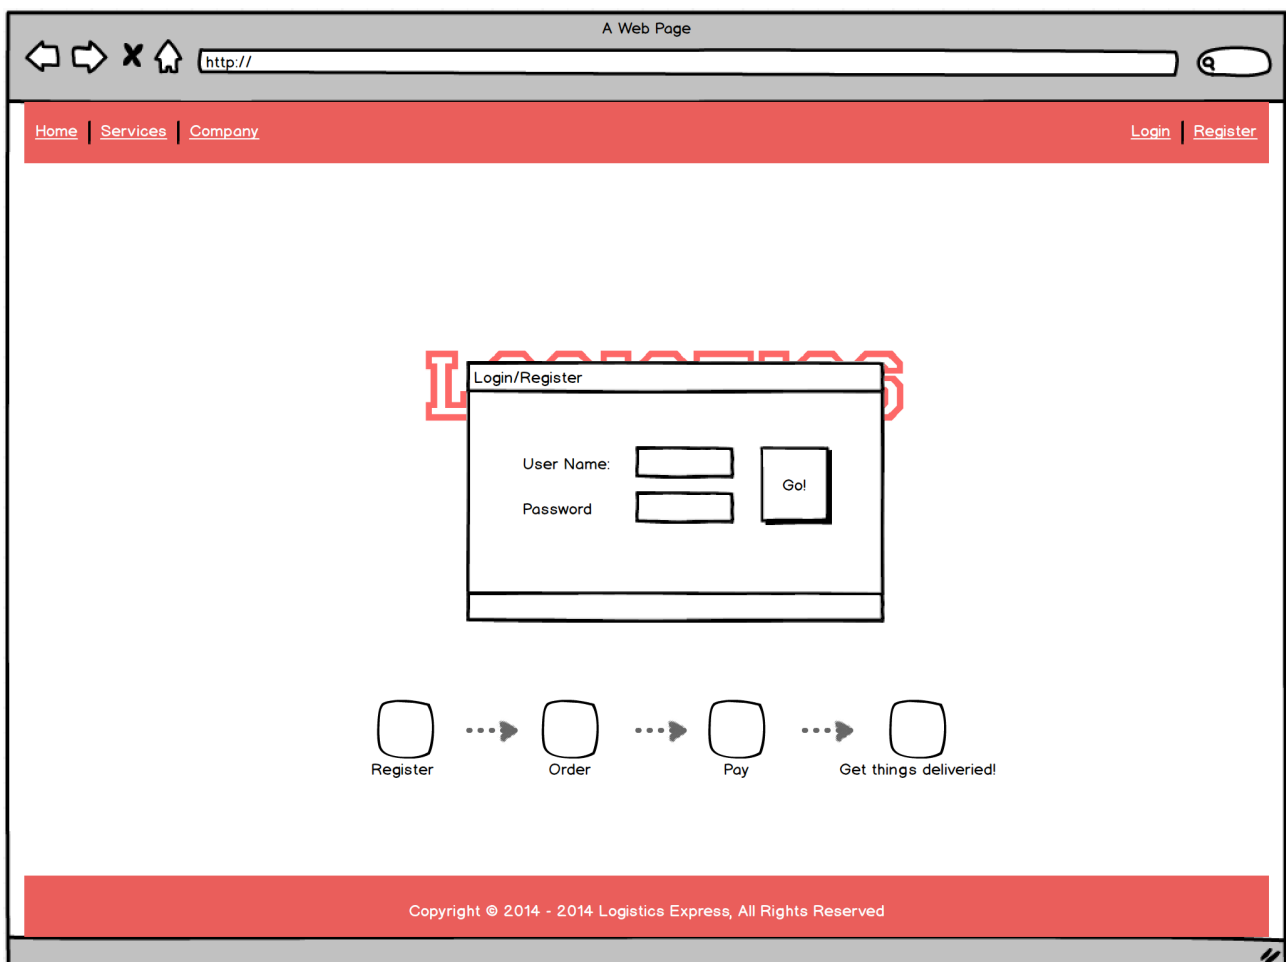 A Web Page
http://
Home Services Company Login Register
Login/Register
User Name:
Go!
Password
Register Order Pay Get things deliveried!
Copyright © 2014 - 2014 Logistics Express, All Rights Reserved